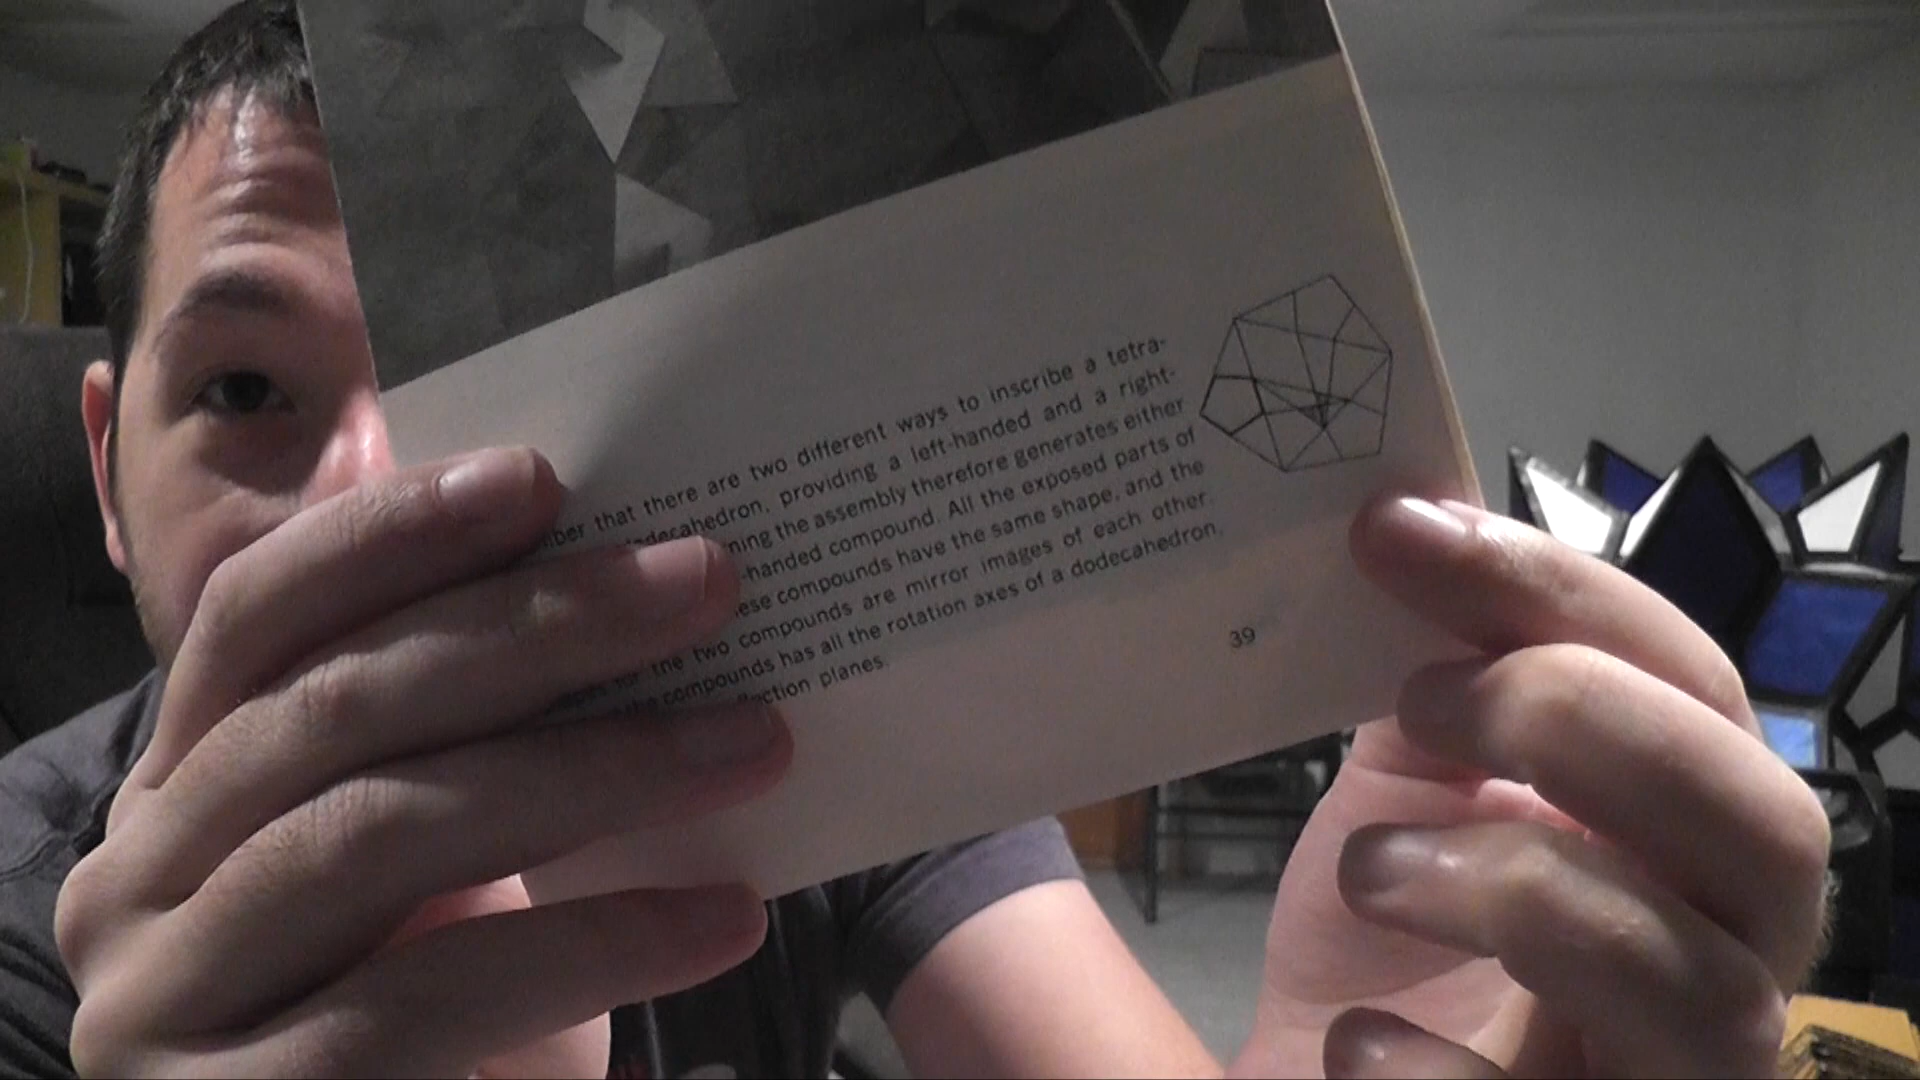 that there are two different ways to inscribe a tetra-
providing a left-handed and a right-
the assembly therefore generates either
-handed compound. All the exposed parts of
compounds have the same shape, and the
for the two compounds are mirror images of each other.
the compounds has all the rotation axes of a dodecahedron,
planes.
39